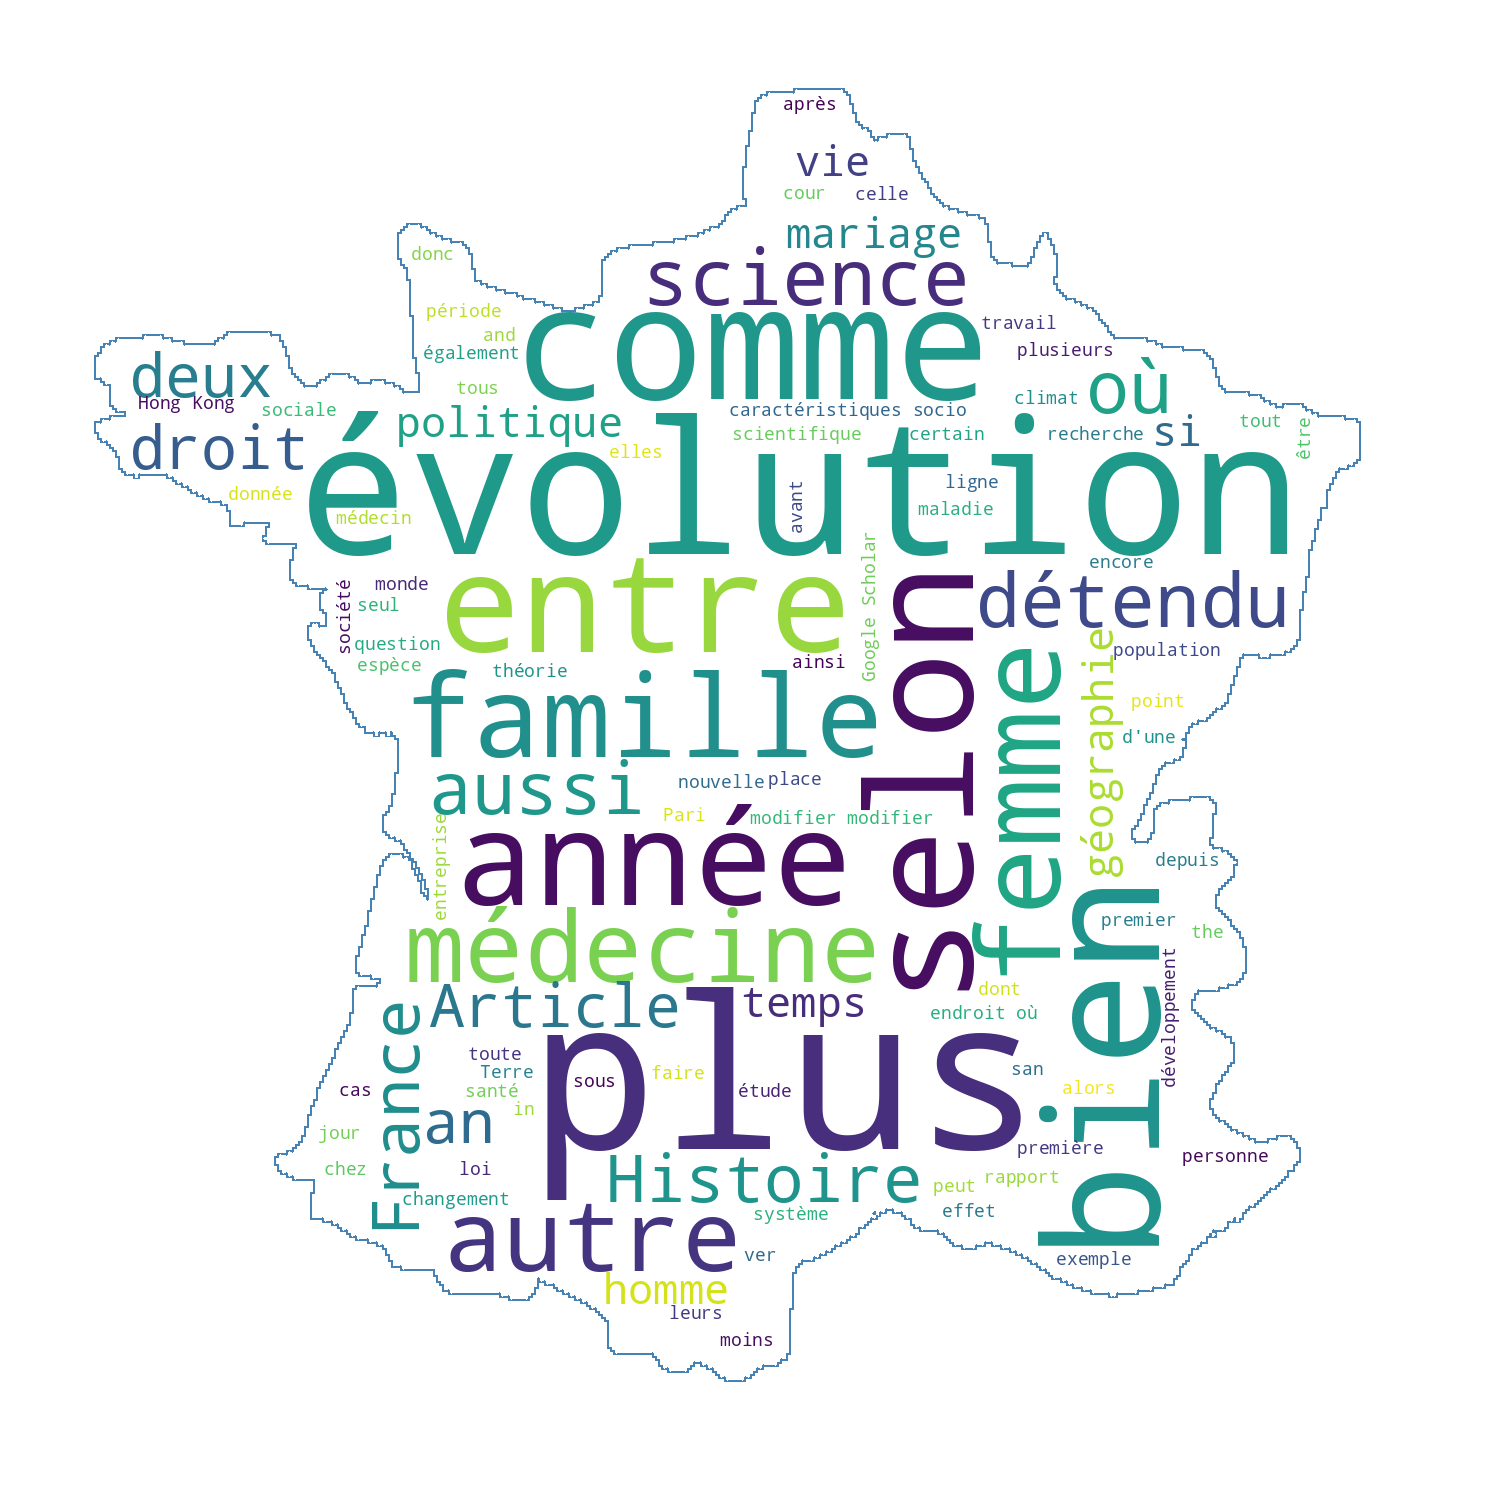 après
vie
cour
celle
mariage
donc
science
période
comme
travail
and
également
plusieurs
deux
tous
où
climat
Hong Kong
sociale
politique
caractéristiques socio
tout
droit
scientifique
certain
recherche
si
être
elles
évolution
ligne
donnée
avant
maladie
médecin
encore
entre
monde
Google Scholar
détendu
société
seul
question
population
espèce
théorie
ainsi
selon
géographie
famille
femme
point
d'une
aussi
nouvelle
place
Pari
modifier modifier
entreprise
année
depuis
médecine
premier
bien
the
Article
temps
dont
développement
endroit où
France
plus
toute
Terre
sous
faire
san
cas
santé
étude
alors
in
an
jour
première
personne
chez
loi
Histoire
rapport
peut
changement
système
effet
autre
ver
exemple
homme
leurs
moins